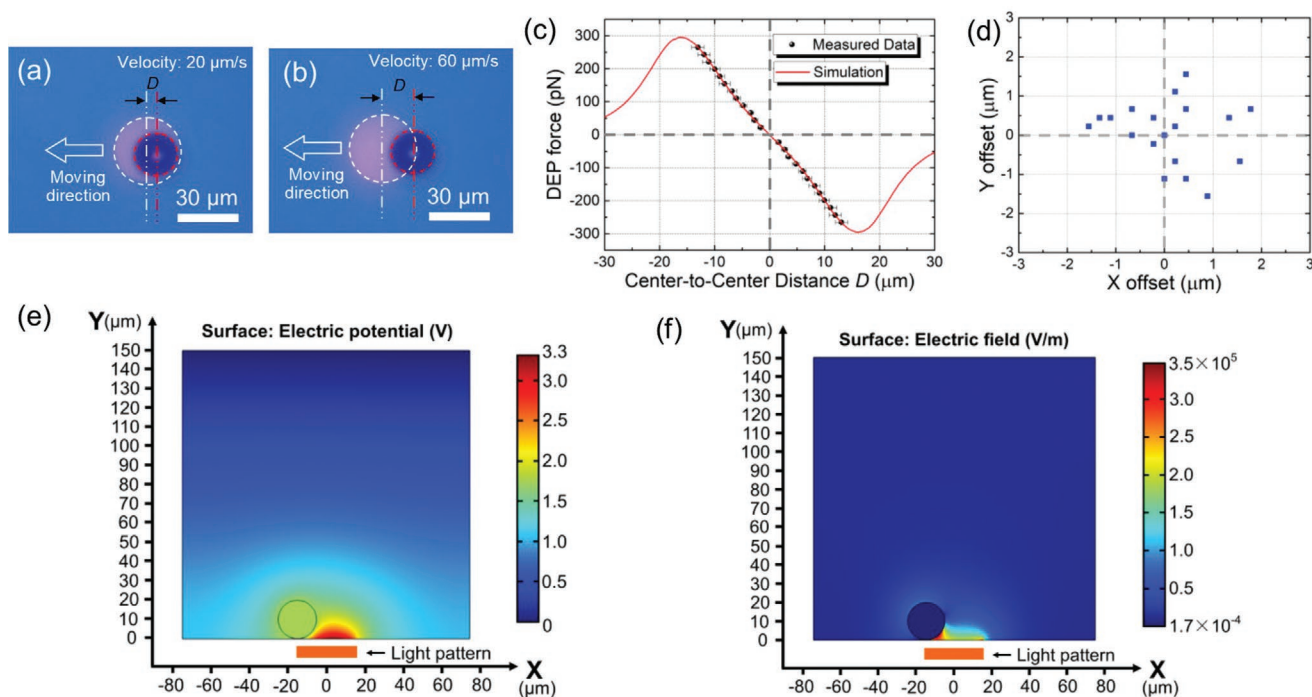 (a)
Velocity: 20 μm/s
D
Moving
direction
30 μm
(b)
Velocity: 60 μm/s
D
Moving
direction
30 μm
(c)
DEP force (pN)
300
200
100
0
-100
-200
-300
Measured Data
Simulation
-30 -20 -10 0 10 20 30
Center-to-Center Distance D (μm)
(d)
Y offset (μm)
3
2
1
0
-1
-2
-3
-3 -2 -1 0 1 2 3
X offset (μm)
(e)
Y(μm)
Surface: Electric potential (V)
150
140
130
120
110
100
90
80
70
60
50
40
30
20
10
0
3.3
3.0
2.5
2.0
1.5
1.0
0.5
0
Light pattern
-80 -60 -40 -20 0 20 40 60 80
X
(μm)
(f)
Y(μm)
Surface: Electric field (V/m)
150
140
130
120
110
100
90
80
70
60
50
40
30
20
10
0
3.5×10⁵
3.5
3.0
2.5
2.0
1.5
1.0
0.5
1.7×10⁻⁴
Light pattern
-80 -60 -40 -20 0 20 40 60 80
X
(μm)